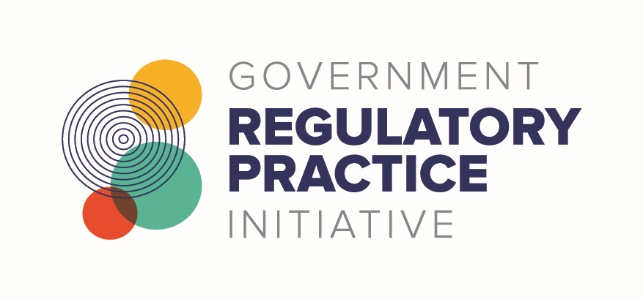 GOVERNMENT
REGULATORY
PRACTICE
INITIATIVE